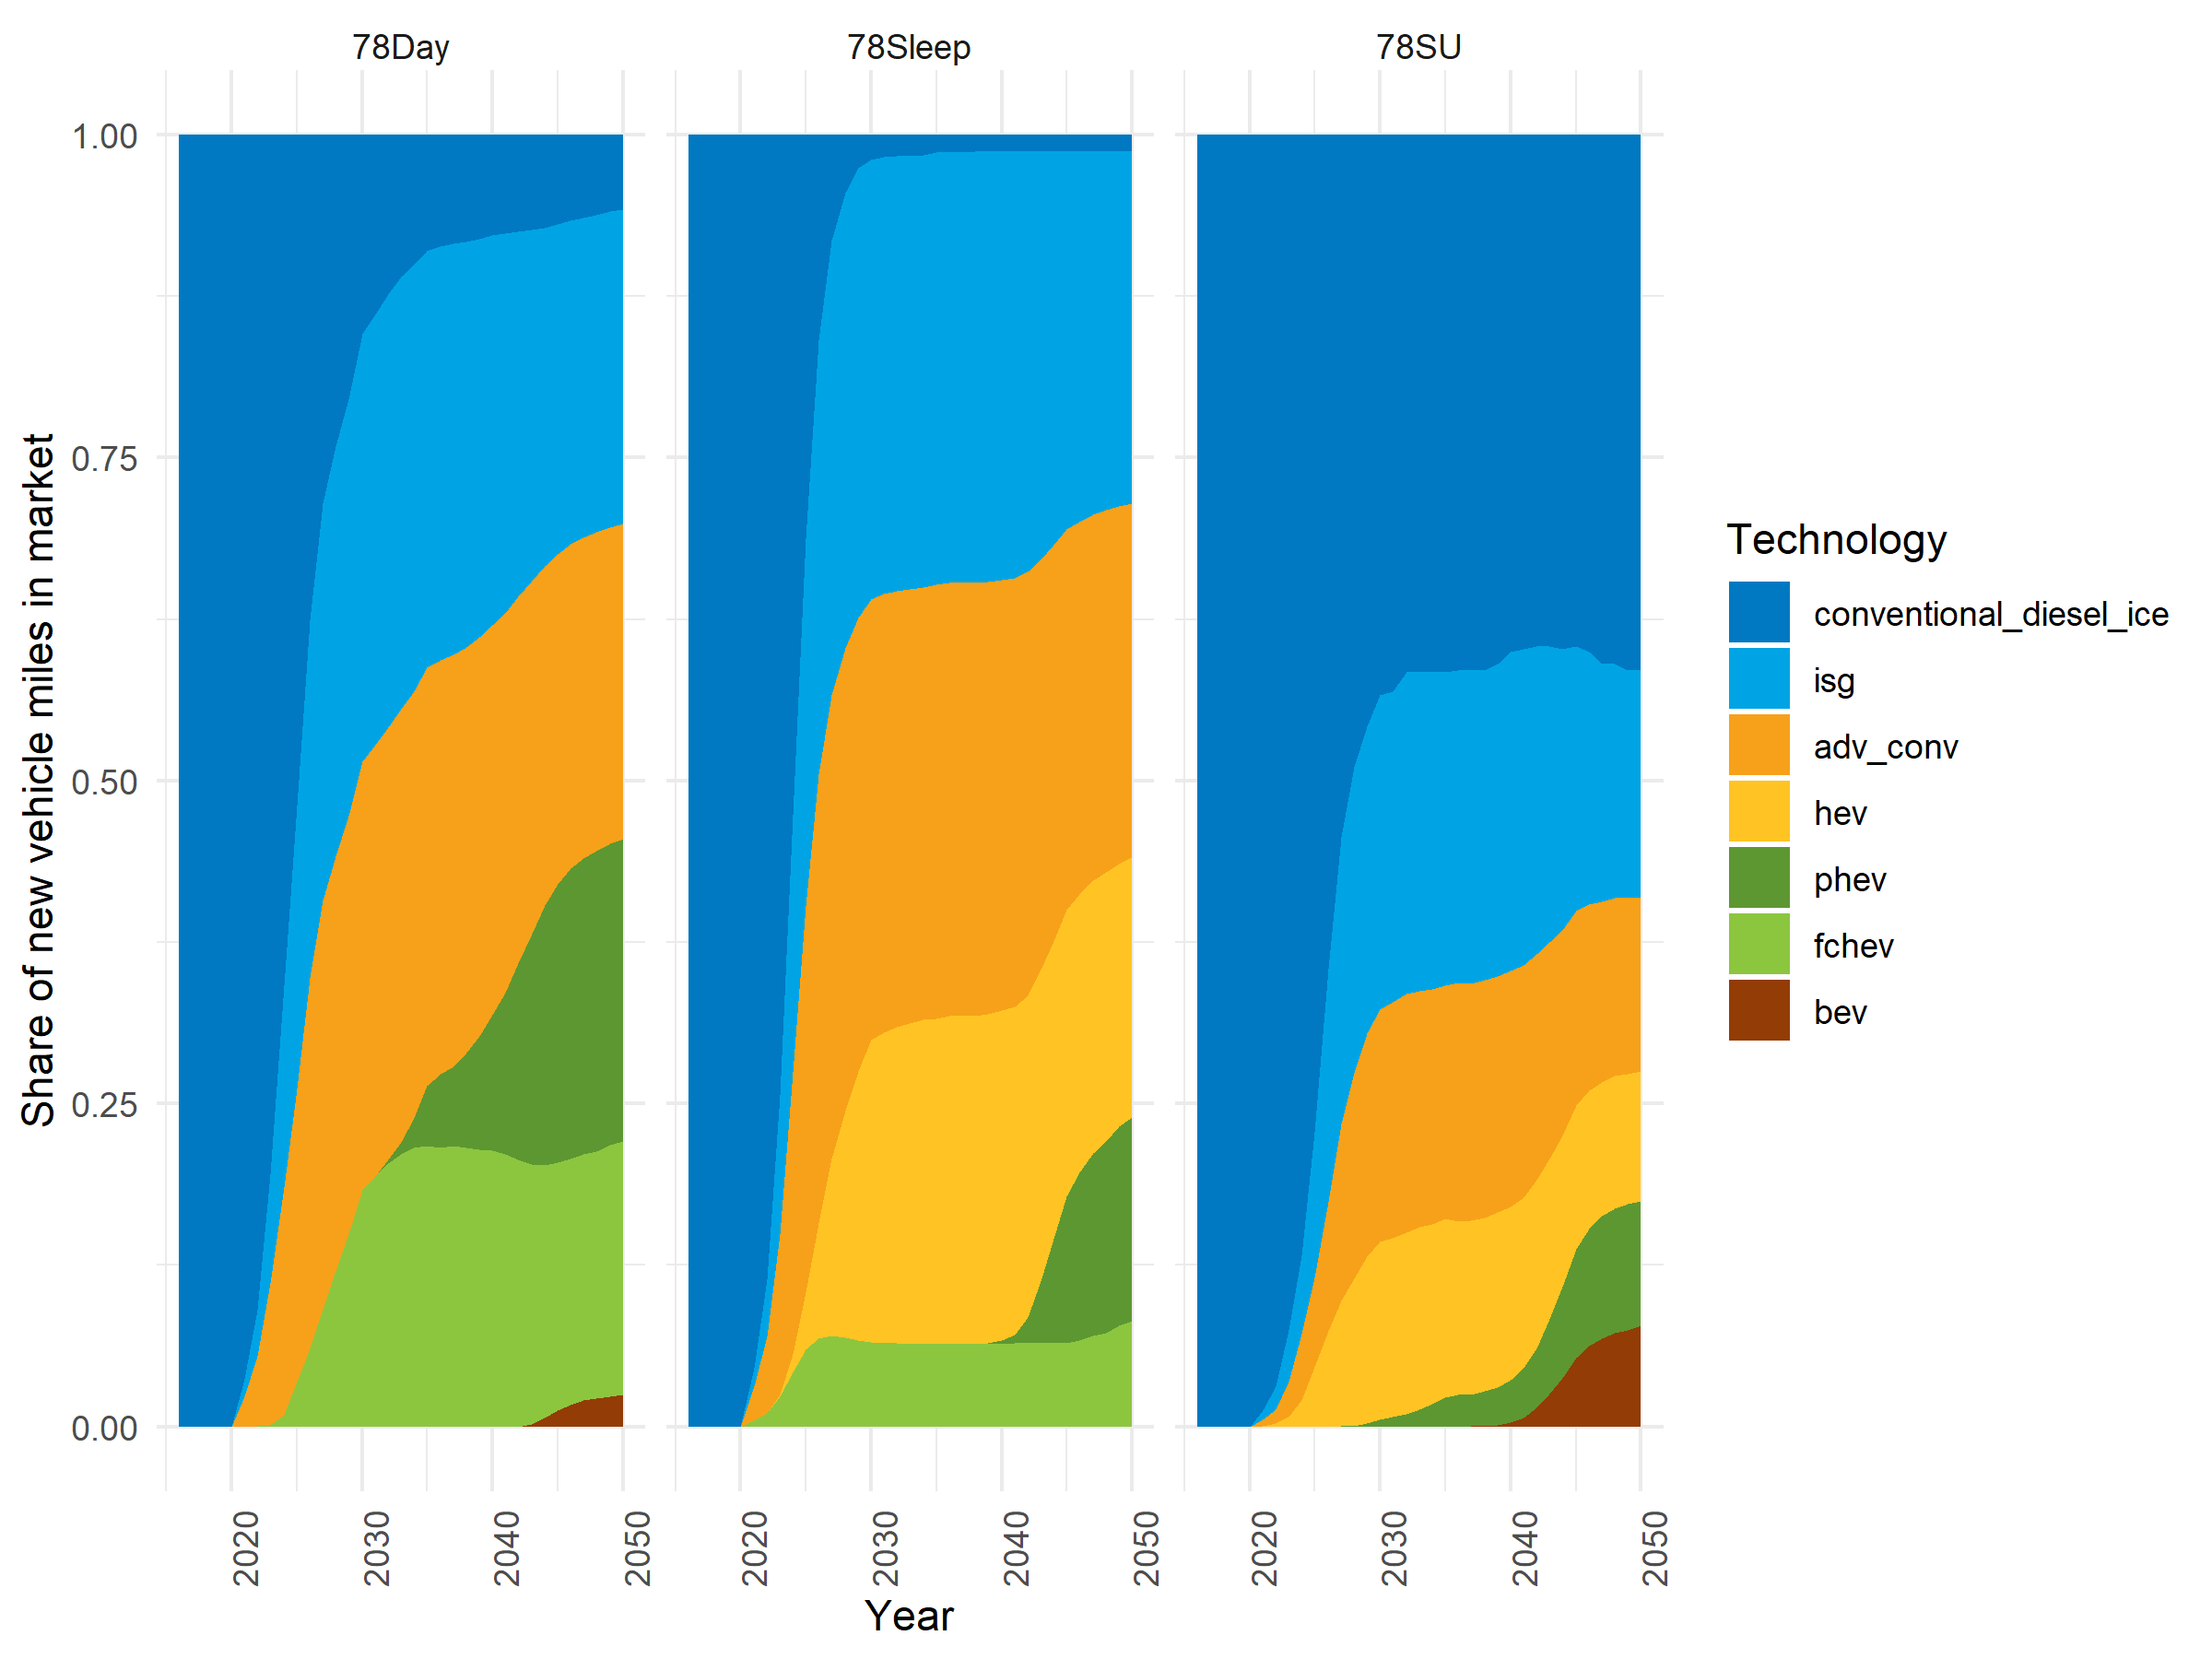 78Day
78Sleep
78SU
1.00
0.75
0.50
0.25
0.00
Share of new vehicle miles in market
2020
2030
2040
2050
2020
2030
2040
2050
2020
2030
2040
2050
Year
Technology
conventional_diesel_ice
isg
adv_conv
hev
phev
fchev
bev